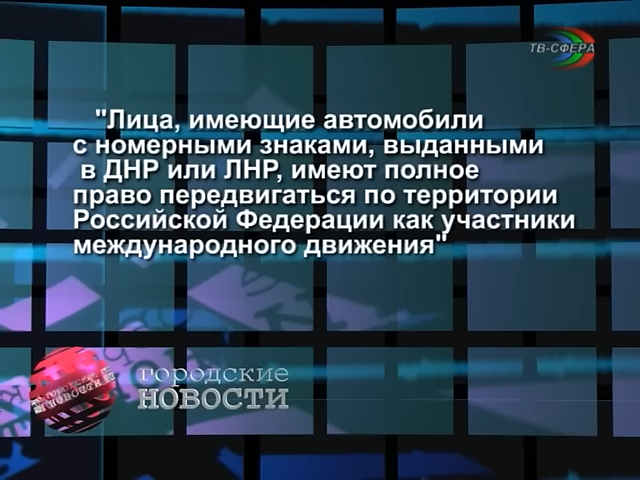 ТВ-СФЕРА
"Лица, имеющие автомобили
с номерными знаками, выданными
в ДНР или ЛНР, имеют полное
право передвигаться по территории
Российской Федерации как участники
международного движения"
городские
НОВОСТИ